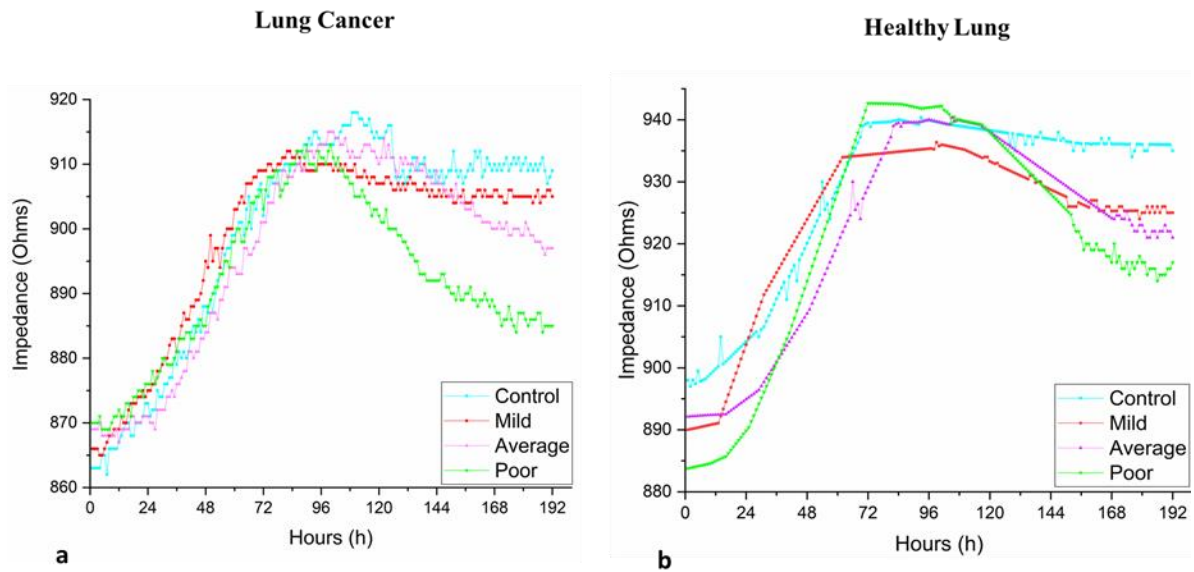 Lung Cancer
Healthy Lung
Impedance (Ohms)
920
910
900
890
880
870
860
0 24 48 72 96 120 144 168 192
Hours (h)
Control
Mild
Average
Poor
a
Impedance (Ohms)
940
930
920
910
900
890
880
0 24 48 72 96 120 144 168 192
Hours (h)
Control
Mild
Average
Poor
b